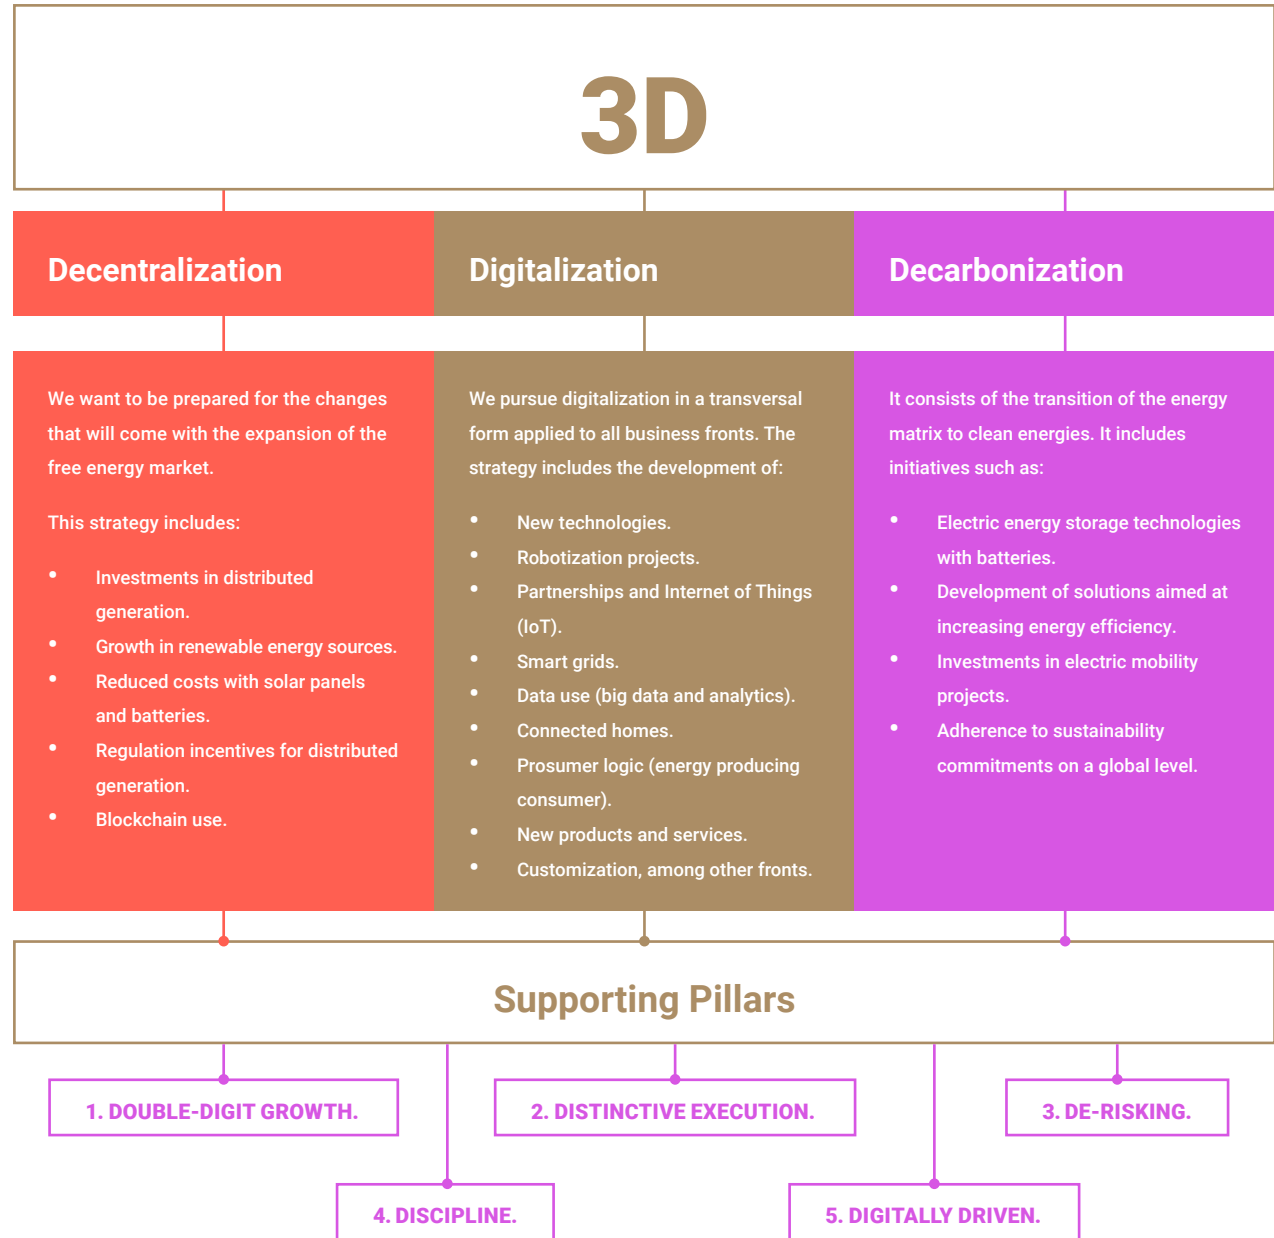 3D
Decentralization
We want to be prepared for the changes
that will come with the expansion of the
free energy market.
This strategy includes:
• Investments in distributed
generation.
• Growth in renewable energy sources.
• Reduced costs with solar panels
and batteries.
• Regulation incentives for distributed
generation.
• Blockchain use.
Digitalization
We pursue digitalization in a transversal
form applied to all business fronts. The
strategy includes the development of:
• New technologies.
• Robotization projects.
• Partnerships and Internet of Things
(IoT).
• Smart grids.
• Data use (big data and analytics).
• Connected homes.
• Prosumer logic (energy producing
consumer).
• New products and services.
• Customization, among other fronts.
Decarbonization
It consists of the transition of the energy
matrix to clean energies. It includes
initiatives such as:
• Electric energy storage technologies
with batteries.
• Development of solutions aimed at
increasing energy efficiency.
• Investments in electric mobility
projects.
• Adherence to sustainability
commitments on a global level.
Supporting Pillars
1. DOUBLE-DIGIT GROWTH.
2. DISTINCTIVE EXECUTION.
3. DE-RISKING.
4. DISCIPLINE.
5. DIGITALLY DRIVEN.